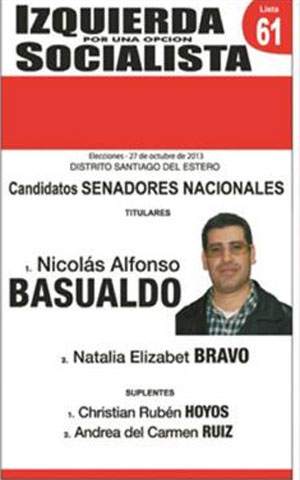 IZQUIERDA
POR UNA OPCION
SOCIALISTA
Lista
61
Elecciones - 27 de octubre de 2013
DISTRITO SANTIAGO DEL ESTERO
Candidatos SENADORES NACIONALES
TITULARES
1. Nicolás Alfonso
BASUALDO
2. Natalia Elizabet BRAVO
SUPLENTES
1. Christian Rubén HOYOS
2. Andrea del Carmen RUIZ